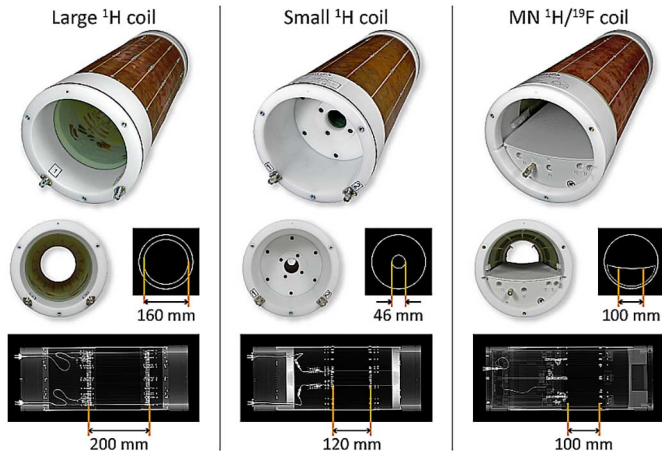 Large ¹H coil
Small ¹H coil
MN ¹H/¹⁹F coil
160 mm
46 mm
100 mm
200 mm
120 mm
100 mm